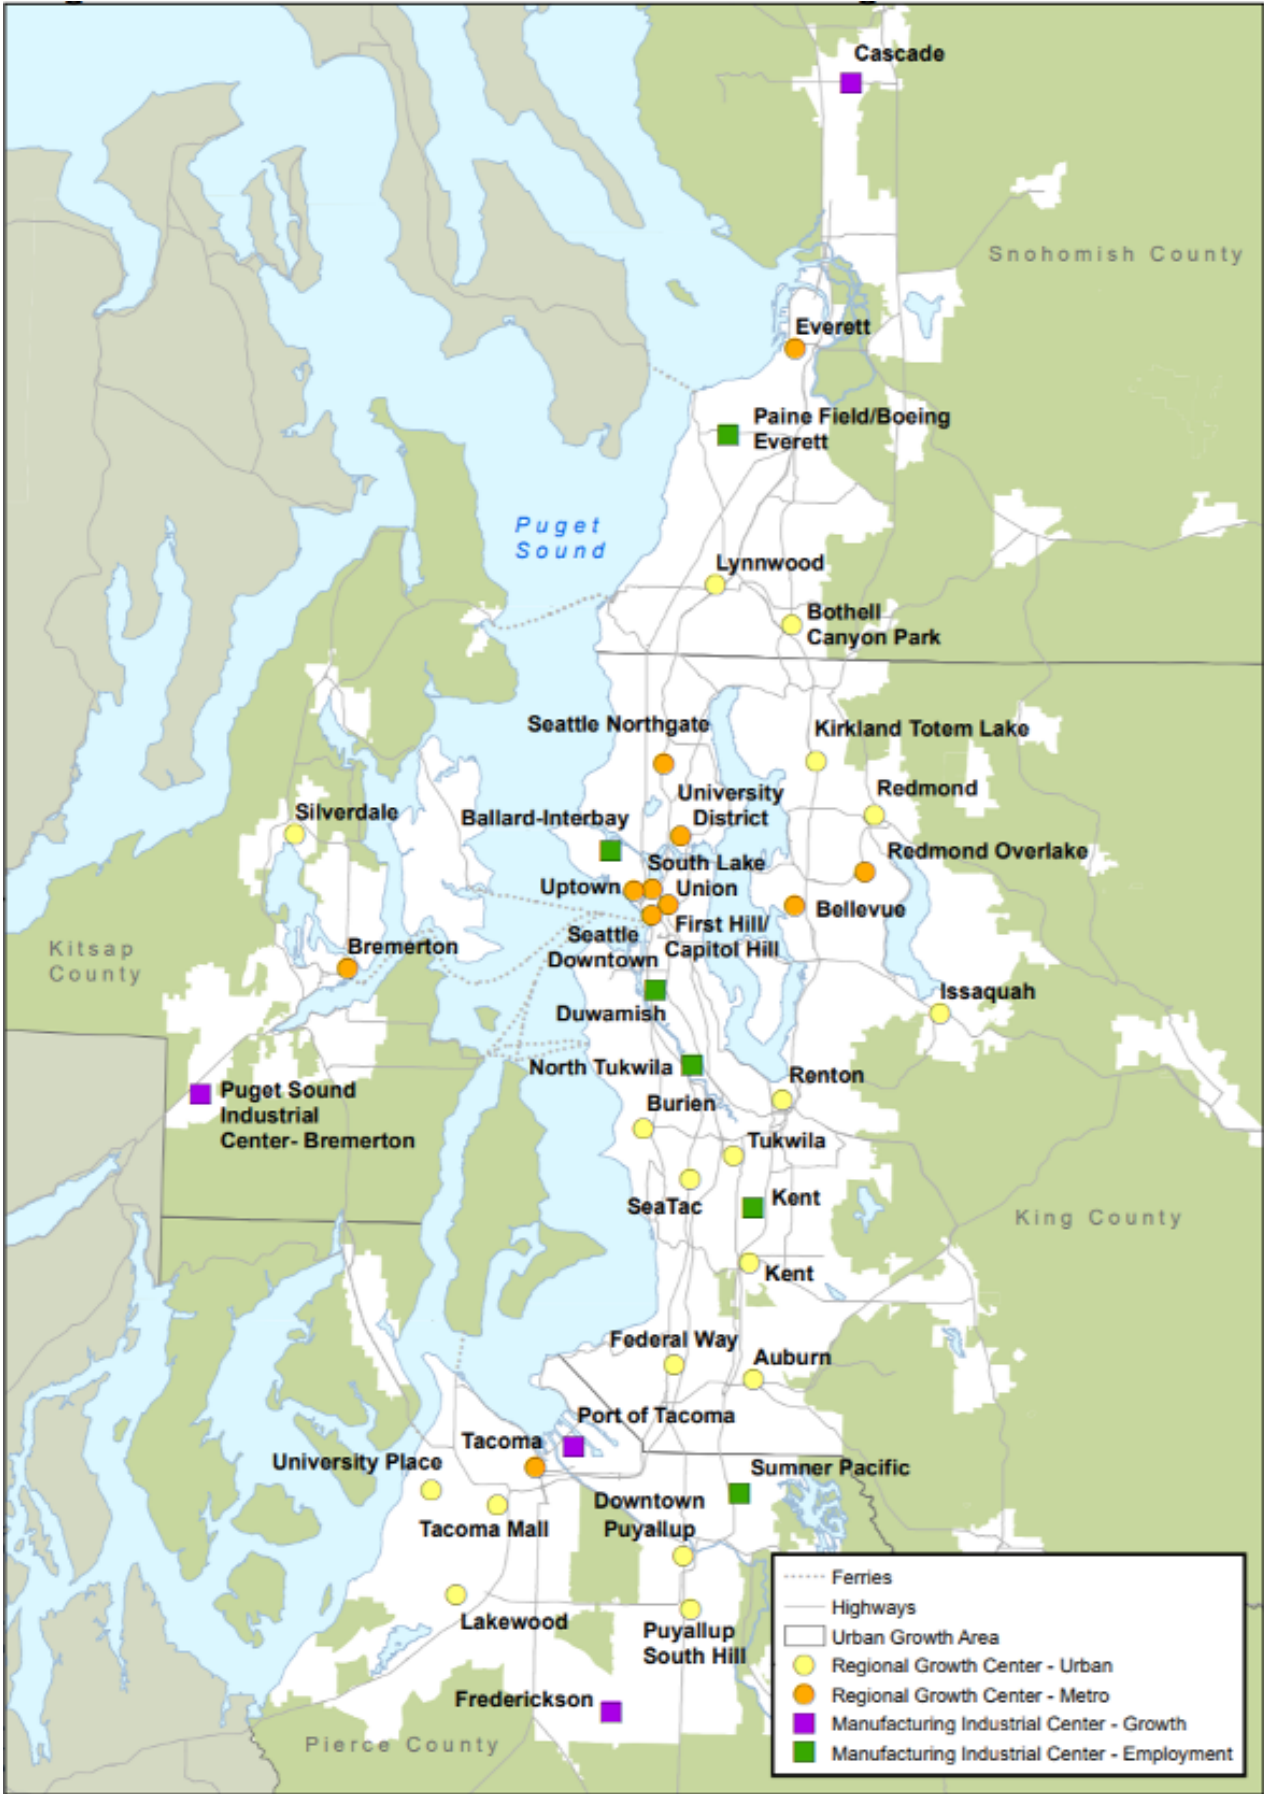 Cascade
Snohomish County
Everett
Paine Field/Boeing
Everett
Puget
Sound
Lynnwood
Bothell
Canyon Park
Seattle Northgate
Kirkland Totem Lake
University
District
Redmond
Silverdale
Ballard-Interbay
Redmond Overlake
South Lake
Union
Uptown
Bellevue
First Hill/
Capitol Hill
Seattle
Downtown
Kitsap
County
Bremerton
Issaquah
Duwamish
North Tukwila
Renton
Puget Sound
Industrial
Center- Bremerton
Burien
Tukwila
SeaTac
Kent
King County
Kent
Federal Way
Auburn
Port of Tacoma
Tacoma
University Place
Sumner Pacific
Tacoma Mall
Downtown
Puyallup
Lakewood
Puyallup
South Hill
Frederickson
Pierce County
Ferries
Highways
Urban Growth Area
Regional Growth Center - Urban
Regional Growth Center - Metro
Manufacturing Industrial Center - Growth
Manufacturing Industrial Center - Employment